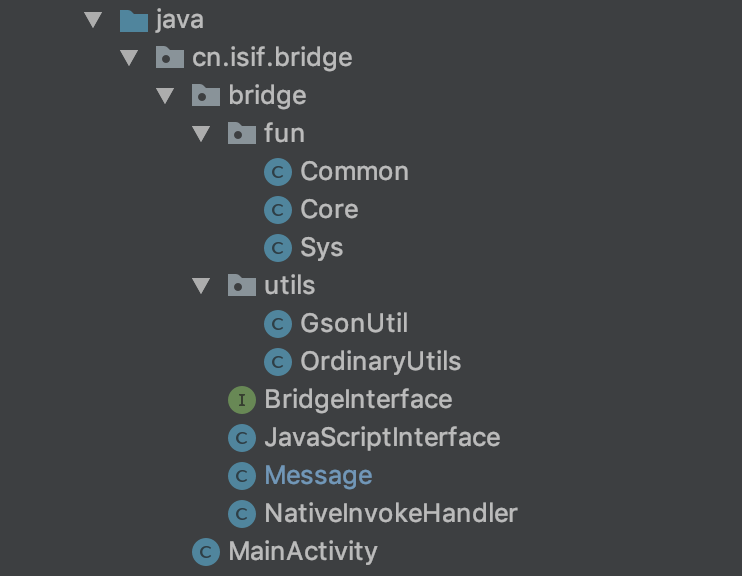 java
cn.isif.bridge
bridge
fun
C Common
C Core
C Sys
utils
C GsonUtil
C OrdinaryUtils
I BridgeInterface
C JavaScriptInterface
C Message
C NativeInvokeHandler
C MainActivity